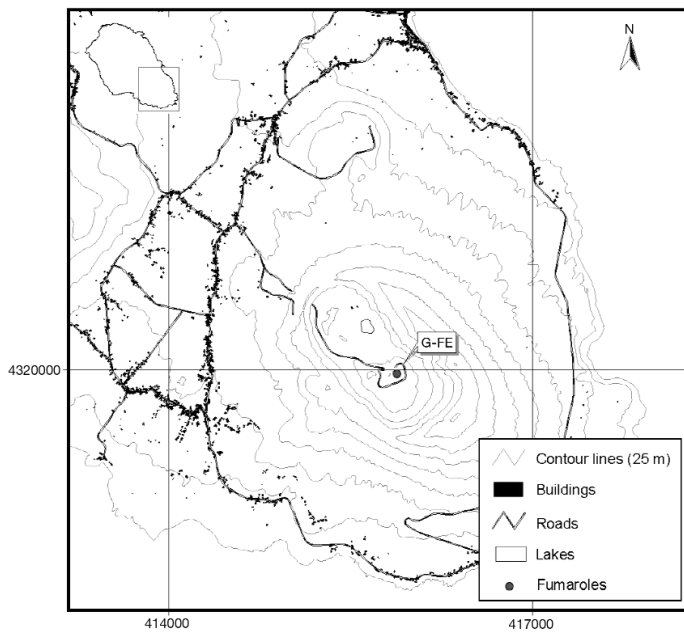 N
G-FE
4320000
Contour lines (25 m)
Buildings
Roads
Lakes
Fumaroles
414000
417000